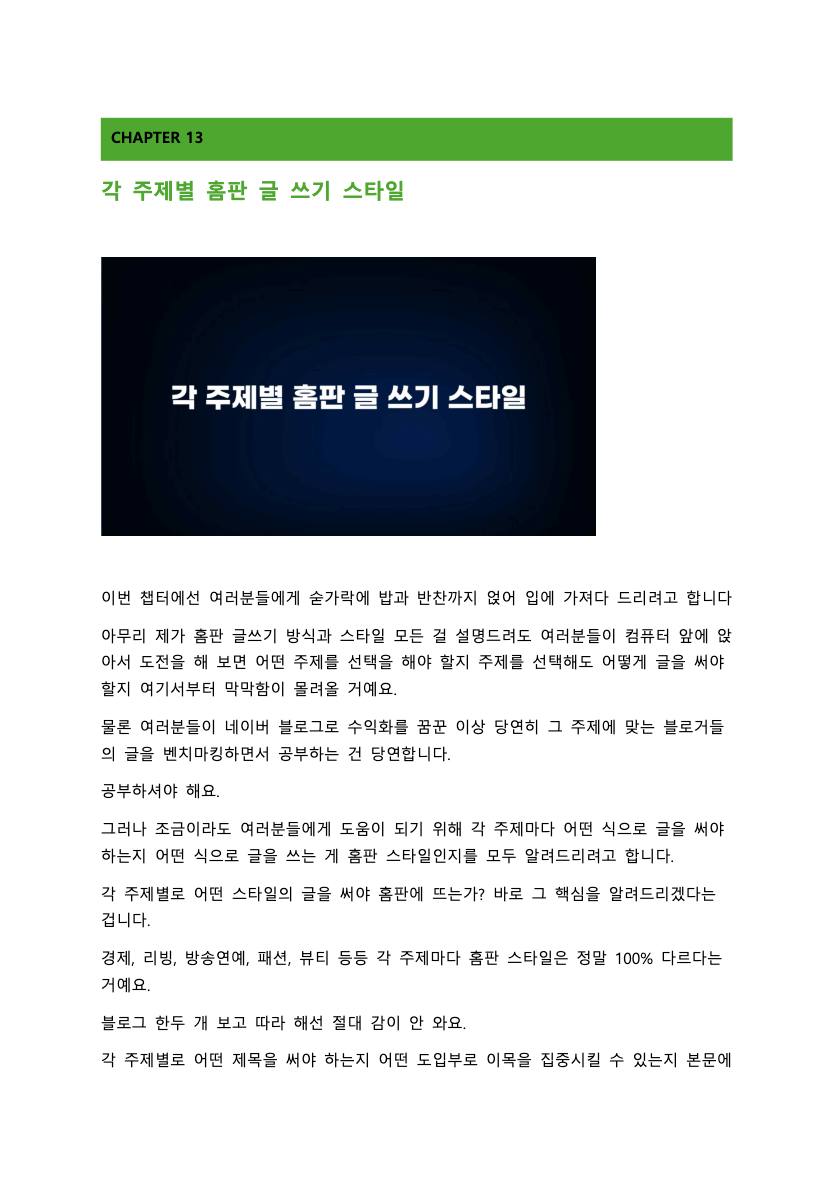 CHAPTER 13
각 주제별 홈판 글 쓰기 스타일
각 주제별 홈판 글 쓰기 스타일
이번 챕터에선 여러분들에게 숟가락에 밥과 반찬까지 얹어 입에 가져다 드리려고 합니다
아무리 제가 홈판 글쓰기 방식과 스타일 모든 걸 설명드려도 여러분들이 컴퓨터 앞에 앉
아서 도전을 해 보면 어떤 주제를 선택을 해야 할지 주제를 선택해도 어떻게 글을 써야
할지 여기서부터 막막함이 몰려올 거예요.
물론 여러분들이 네이버 블로그로 수익화를 꿈꾼 이상 당연히 그 주제에 맞는 블로거들
의 글을 벤치마킹하면서 공부하는 건 당연합니다.
공부하셔야 해요.
그러나 조금이라도 여러분들에게 도움이 되기 위해 각 주제마다 어떤 식으로 글을 써야
하는지 어떤 식으로 글을 쓰는 게 홈판 스타일인지를 모두 알려드리려고 합니다.
각 주제별로 어떤 스타일의 글을 써야 홈판에 뜨는가? 바로 그 핵심을 알려드리겠다는
겁니다.
경제, 리빙, 방송연예, 패션, 뷰티 등등 각 주제마다 홈판 스타일은 정말 100% 다르다는
거예요.
블로그 한두 개 보고 따라 해선 절대 감이 안 와요.
각 주제별로 어떤 제목을 써야 하는지 어떤 도입부로 이목을 집중시킬 수 있는지 본문에